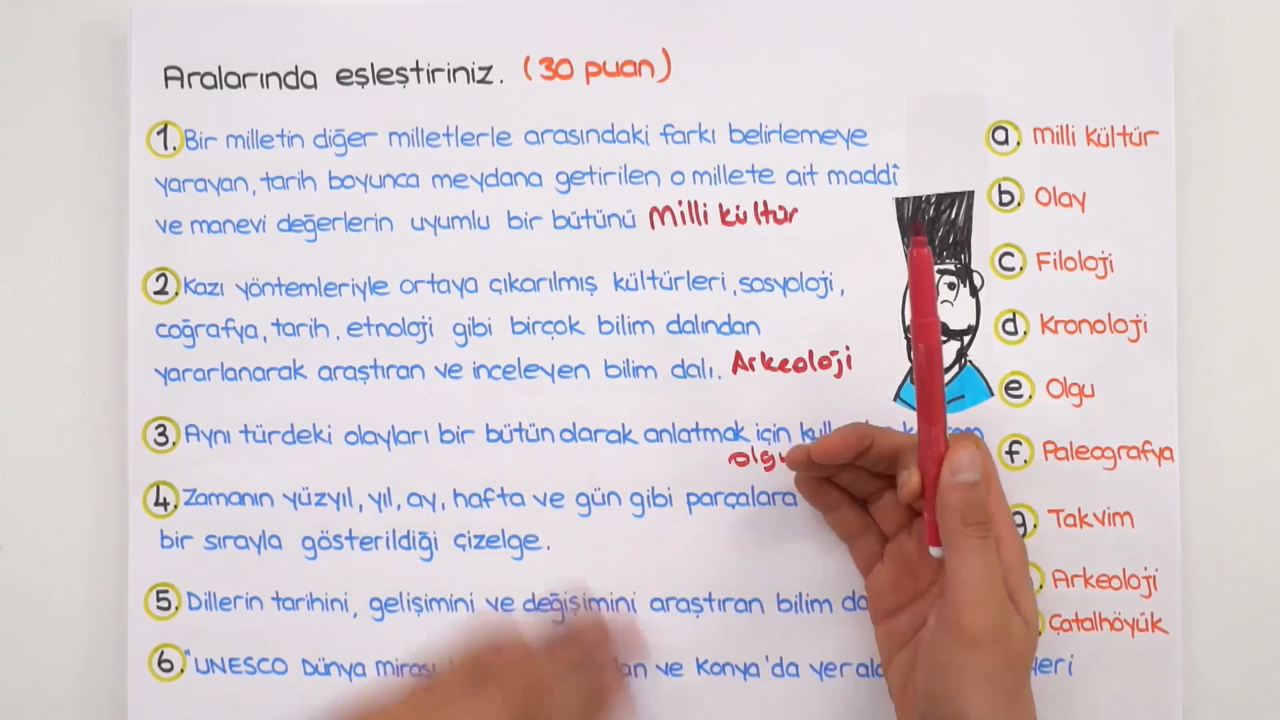 Aralarında eşleştiriniz. (30 puan)
1. Bir milletin diğer milletlerle arasındaki farkı belirlemeye
yarayan, tarih boyunca meydana getirilen o millete ait maddî
ve manevi değerlerin uyumlu bir bütünü Milli kültür
2. Kazı yöntemleriyle ortaya çıkarılmış kültürleri, sosyoloji,
coğrafya, tarih, etnoloji gibi birçok bilim dalından
yararlanarak araştıran ve inceleyen bilim dalı. Arkeoloji
3. Aynı türdeki olayları bir bütün olarak anlatmak için
olgu
4. Zamanın yüzyıl, yıl, ay, hafta ve gün gibi parçalara
bir sırayla gösterildiği çizelge.
5. Dillerin tarihini, gelişimini ve değişimini araştıran bilim
6. "UNESCO Dünya mirası ve Konya'da
a. milli kültür
b. Olay
c. Filoloji
d. Kronoloji
e. Olgu
f. Paleografya
g. Takvim
Arkeoloji
Çatalhöyük